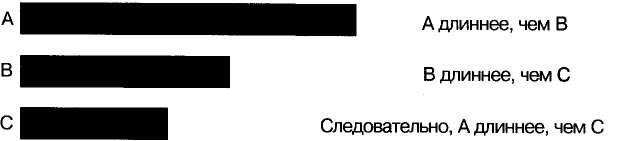 A А длиннее, чем В
B В длиннее, чем С
C Следовательно, А длиннее, чем С